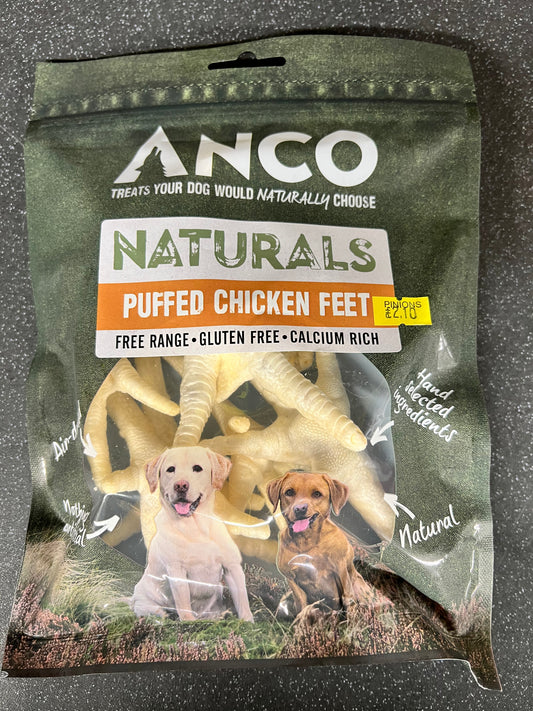 ANCO
TREATS YOUR DOG WOULD NATURALLY CHOOSE
NATURALS
PUFFED CHICKEN FEET
PINIONS
£2.10
FREE RANGE • GLUTEN FREE • CALCIUM RICH
Hand
selected
ingredients
Natural